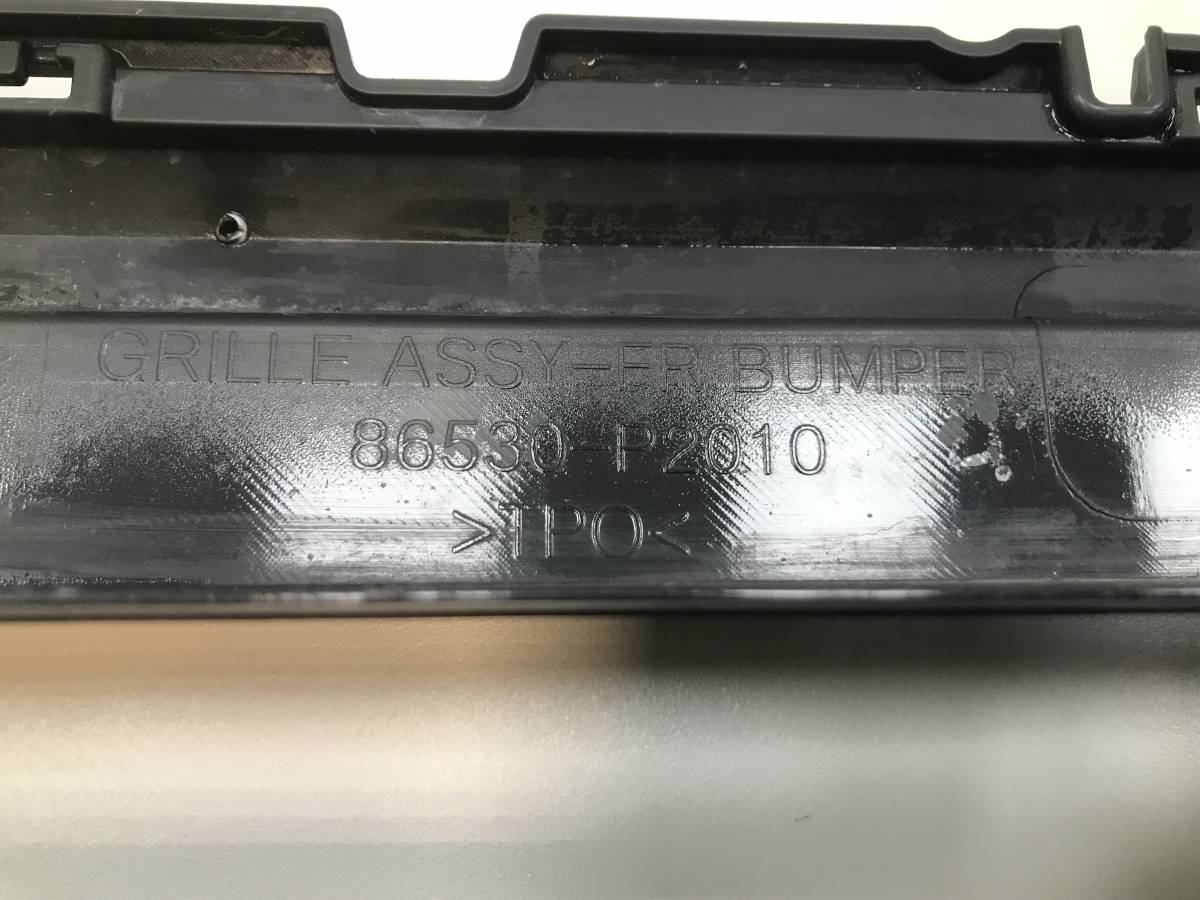 GRILLE ASSY-FR BUMPER
86530-P2010
>TPO<